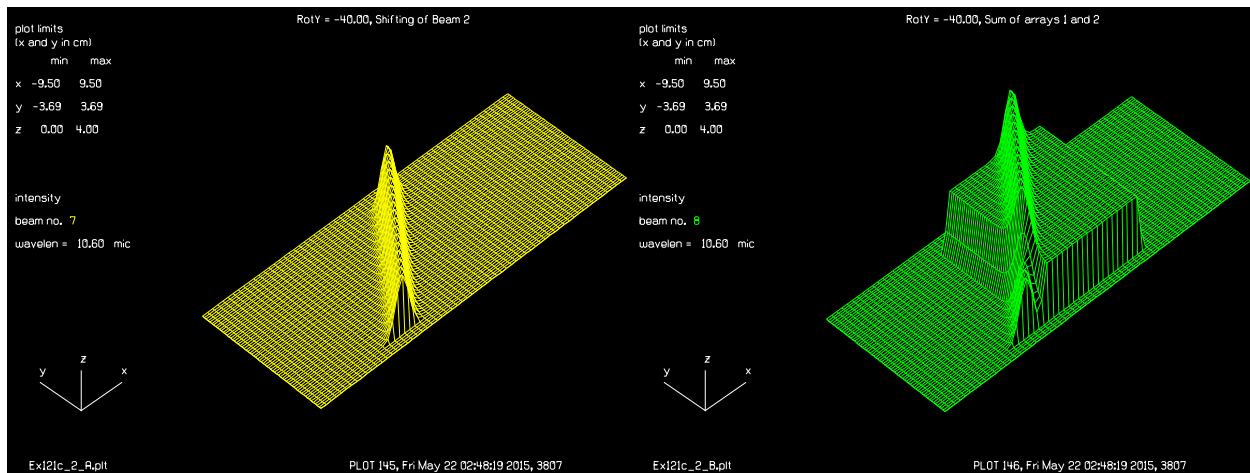 RotY = -40.00, Shifting of Beam 2
plot limits
(x and y in cm)
min max
x -9.50 9.50
y -3.69 3.69
z 0.00 4.00
intensity
beam no. 7
wavelen = 10.60 mic
z
y x
Ex121c_2_A.plt
PLOT 145, Fri May 22 02:48:19 2015, 3807
RotY = -40.00, Sum of arrays 1 and 2
plot limits
(x and y in cm)
min max
x -9.50 9.50
y -3.69 3.69
z 0.00 4.00
intensity
beam no. 8
wavelen = 10.60 mic
z
y x
Ex121c_2_B.plt
PLOT 146, Fri May 22 02:48:19 2015, 3807